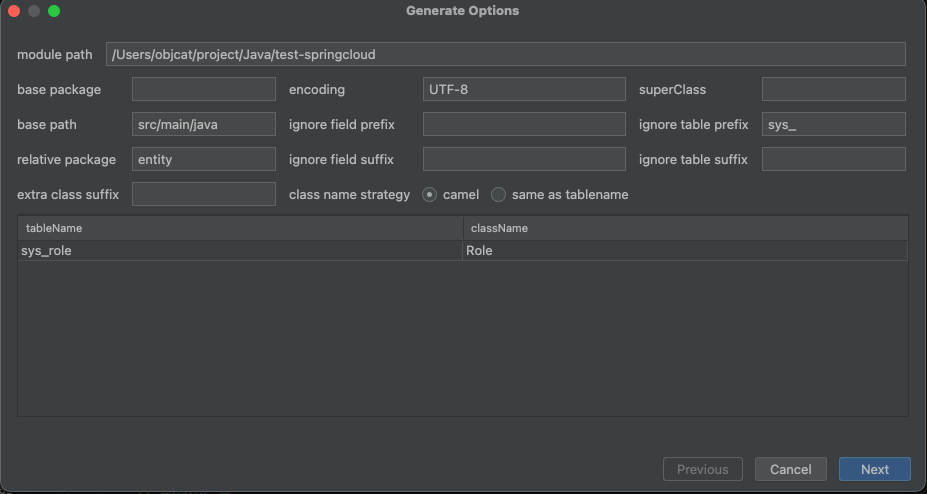 Generate Options
module path /Users/objcat/project/Java/test-springcloud
base package encoding UTF-8 superClass
base path src/main/java ignore field prefix ignore table prefix sys_
relative package entity ignore field suffix ignore table suffix
extra class suffix class name strategy camel same as tablename
tableName className
sys_role Role
Previous Cancel Next